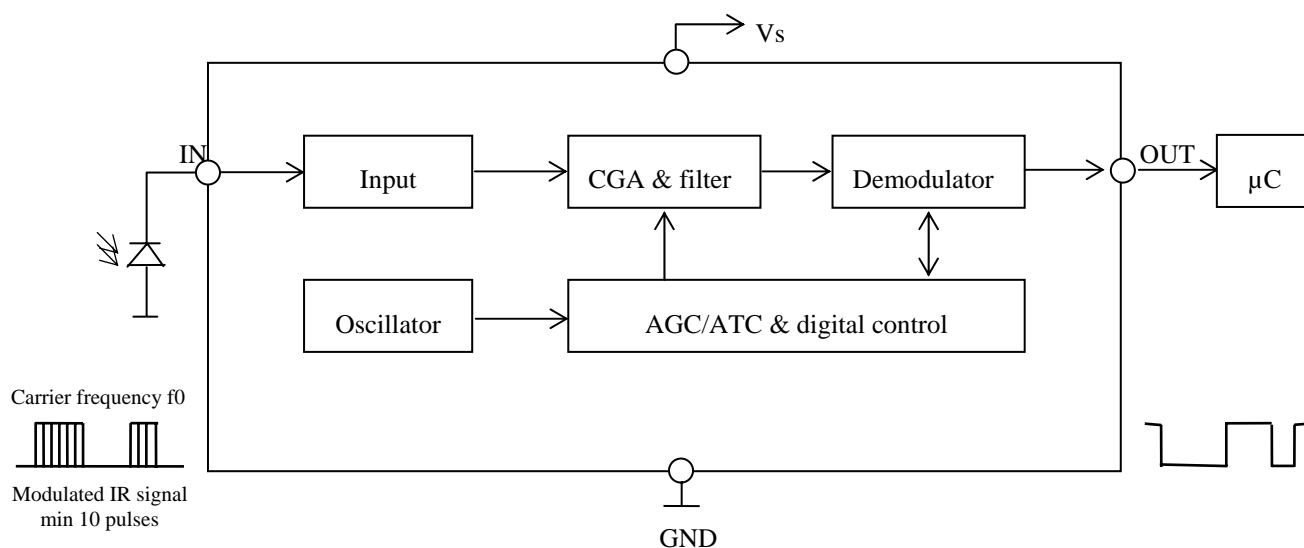 Vs
IN
Input
CGA & filter
Demodulator
OUT
µC
Oscillator
AGC/ATC & digital control
Carrier frequency f0
Modulated IR signal
min 10 pulses
GND